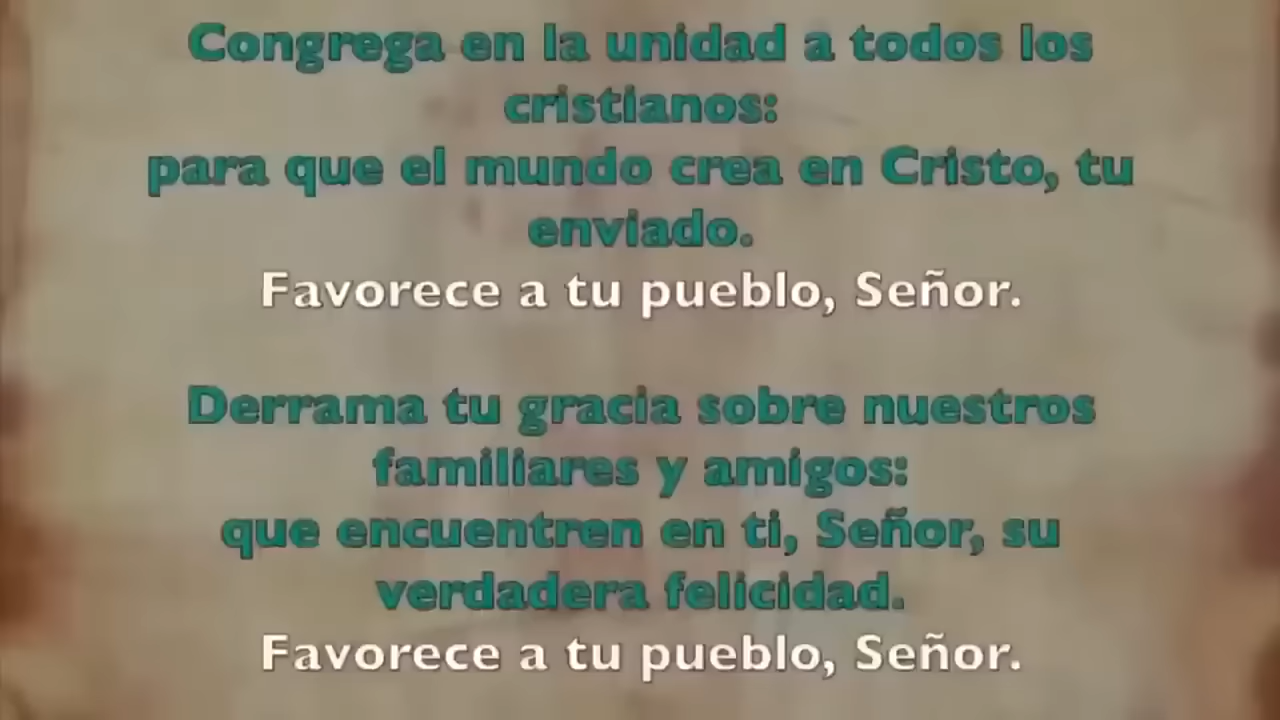 Congrega en la unidad a todos los
cristianos:
para que el mundo crea en Cristo, tu
enviado.
Favorece a tu pueblo, Señor.
Derrama tu gracia sobre nuestros
familiares y amigos:
que encuentren en ti, Señor, su
verdadera felicidad.
Favorece a tu pueblo, Señor.